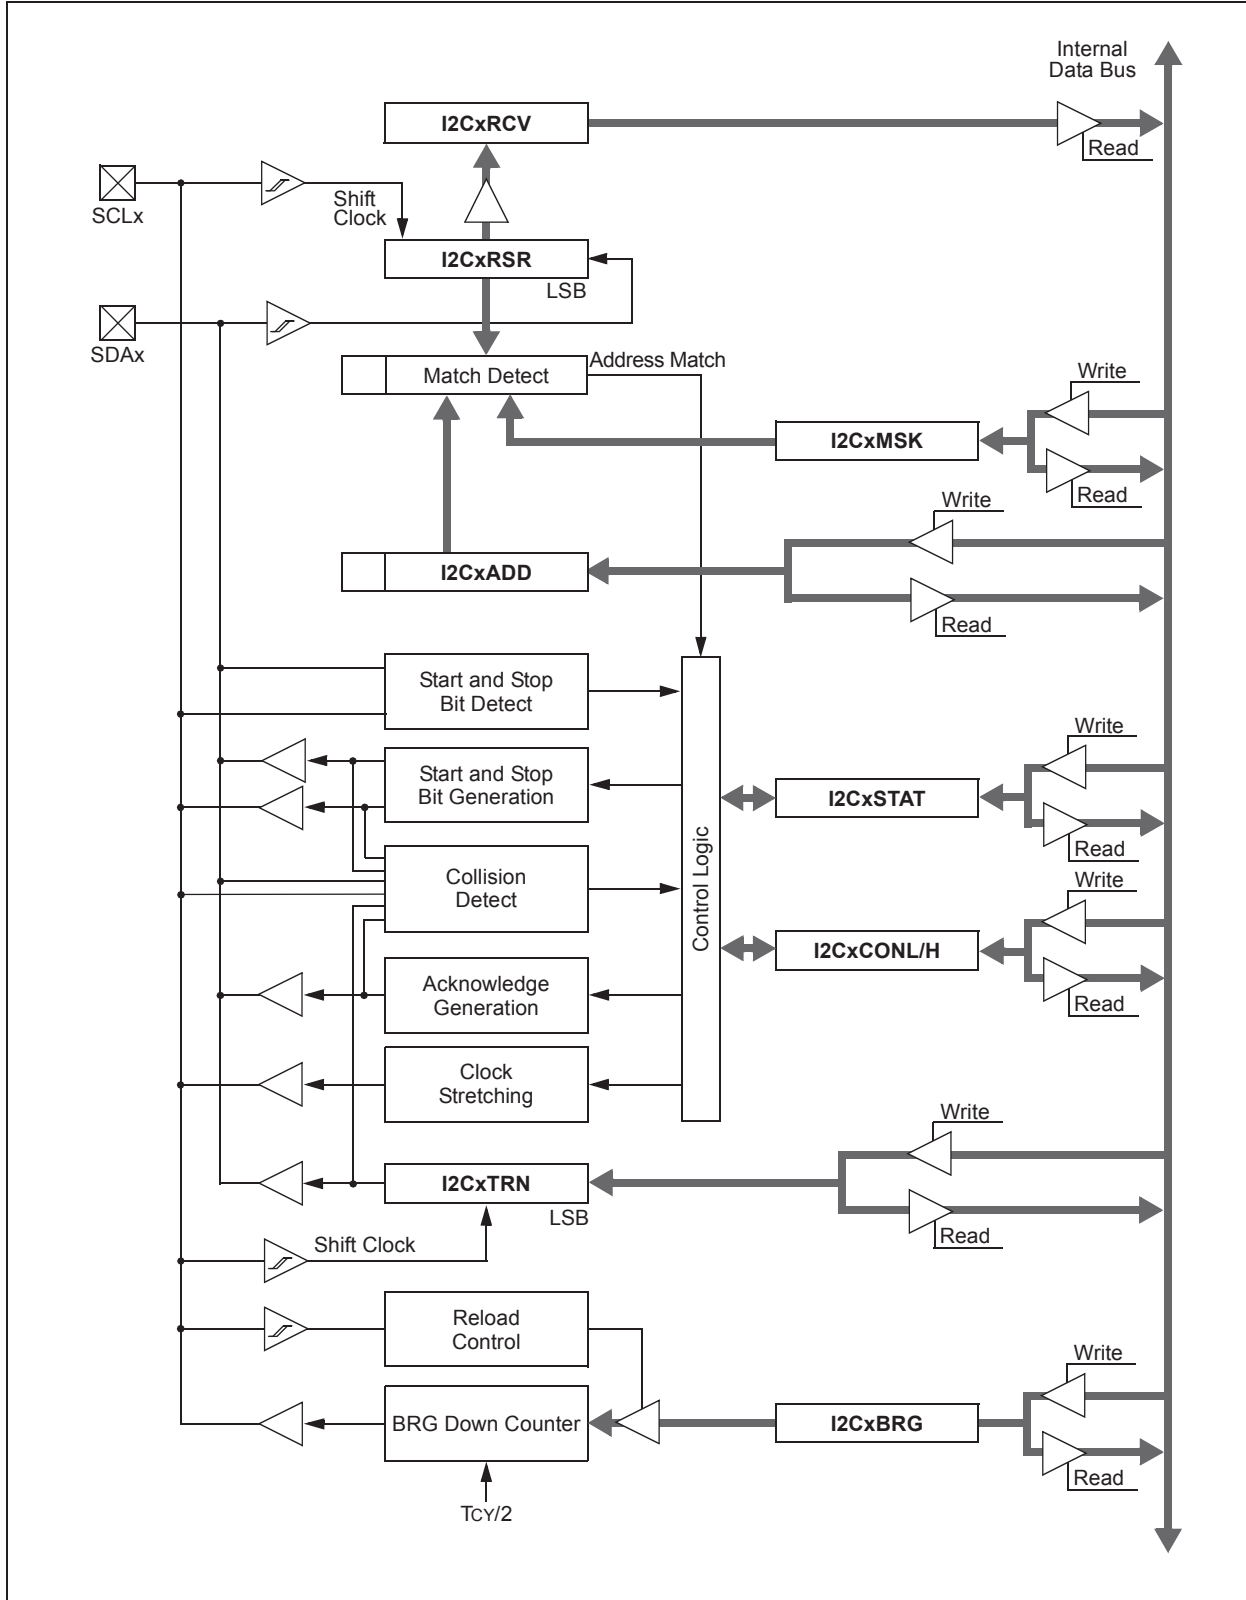 Internal
Data Bus
I2CxRCV
Read
SCLx
Shift
Clock
I2CxRSR
LSB
SDAx
Match Detect
Address Match
Write
I2CxMSK
Read
Write
I2CxADD
Read
Start and Stop
Bit Detect
Control Logic
Write
Start and Stop
Bit Generation
I2CxSTAT
Read
Collision
Detect
Write
I2CxCONL/H
Read
Acknowledge
Generation
Clock
Stretching
Write
I2CxTRN
LSB
Read
Shift Clock
Reload
Control
Write
BRG Down Counter
I2CxBRG
Read
TCY/2